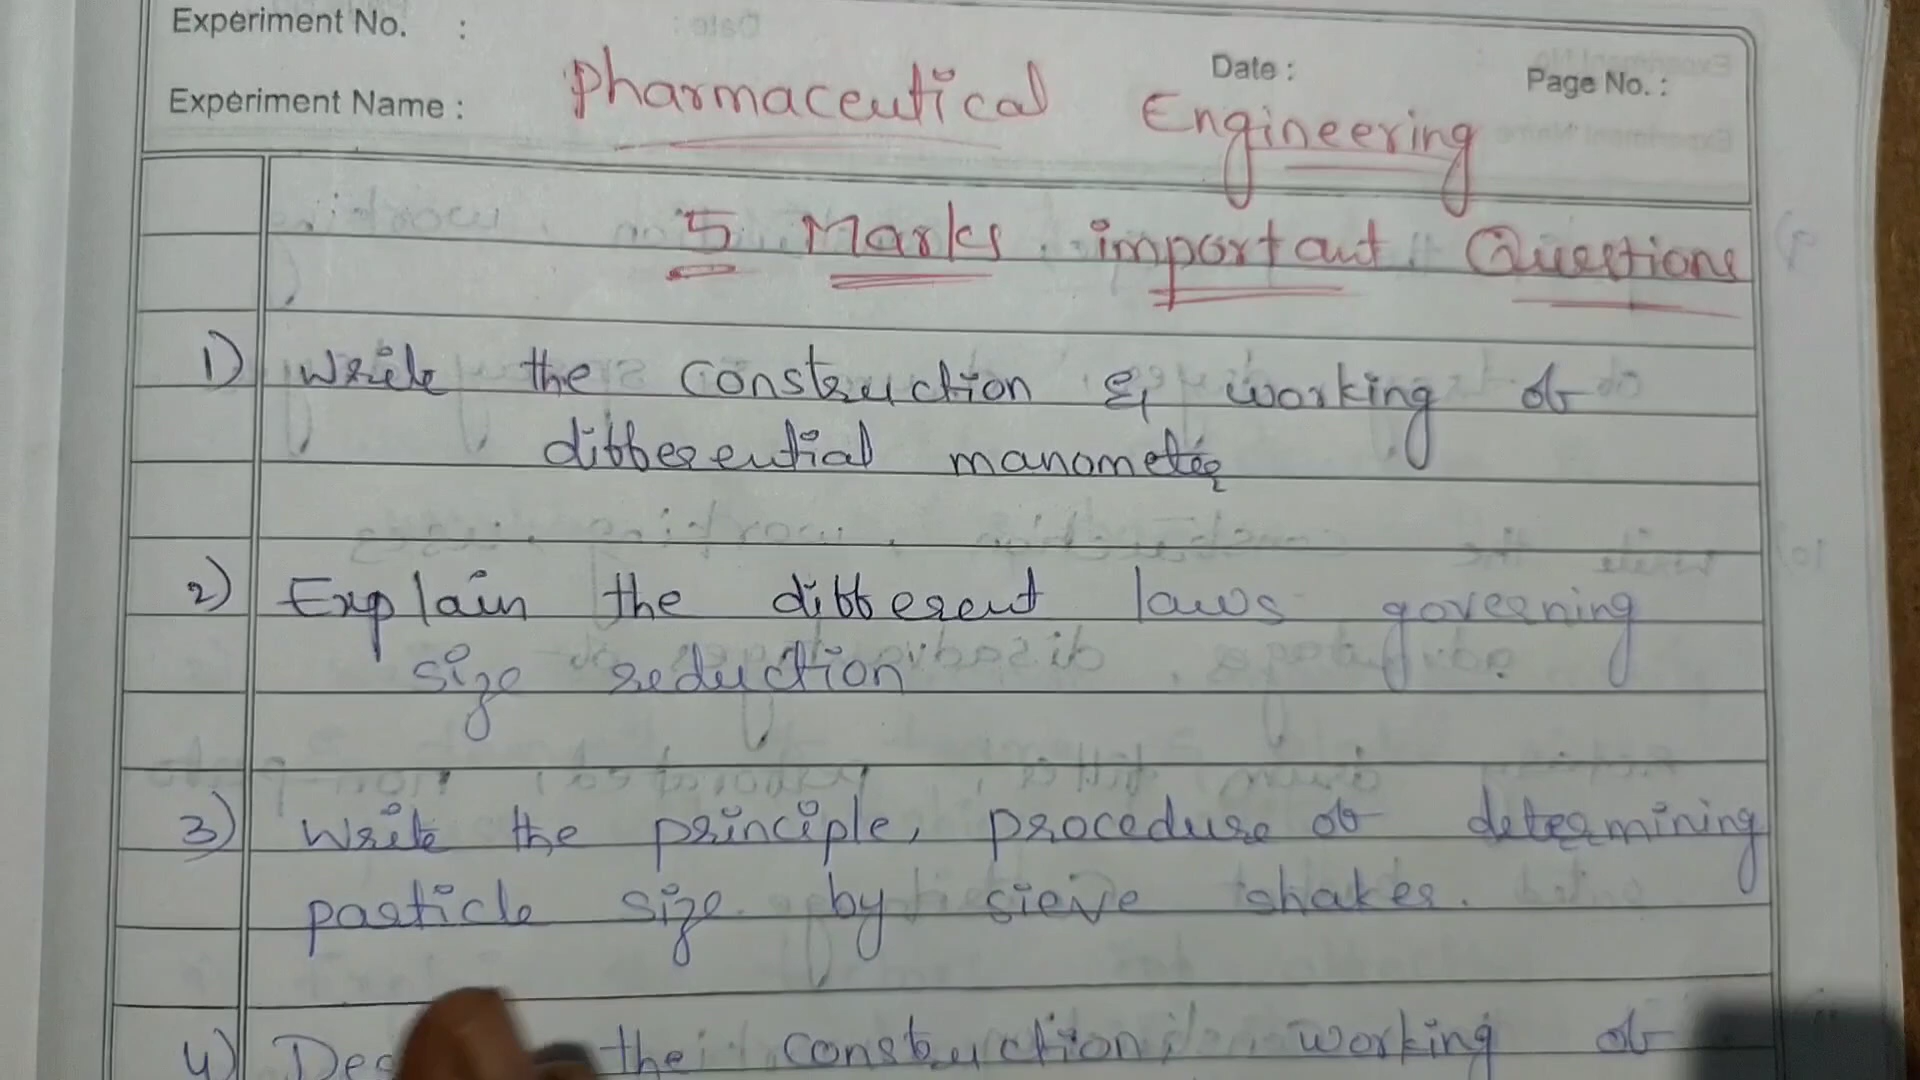 Experiment No. :
Date :
Page No. :
Experiment Name : Pharmaceutical Engineering
5 Marks important Questions
1) Write the construction & working of
differential manometer
2) Explain the different laws governing
size reduction
3) Write the principle, procedure of determining
particle size by sieve shaker.
4) the construction, working of